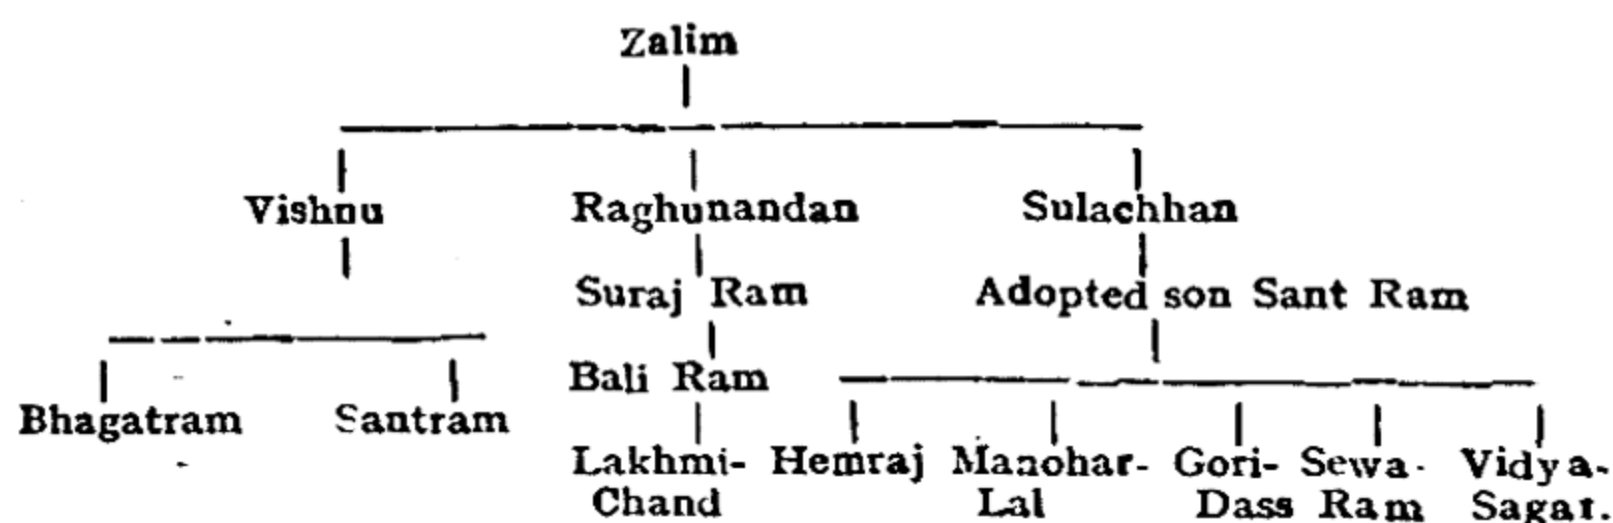 Zalim
Vishnu Raghunandan Sulachhan
Suraj Ram Adopted son Sant Ram
Bali Ram
Bhagatram Santram
Lakhmi- Hemraj Manohar- Gori- Sewa- Vidya-
Chand Lal Dass Ram Sagar.